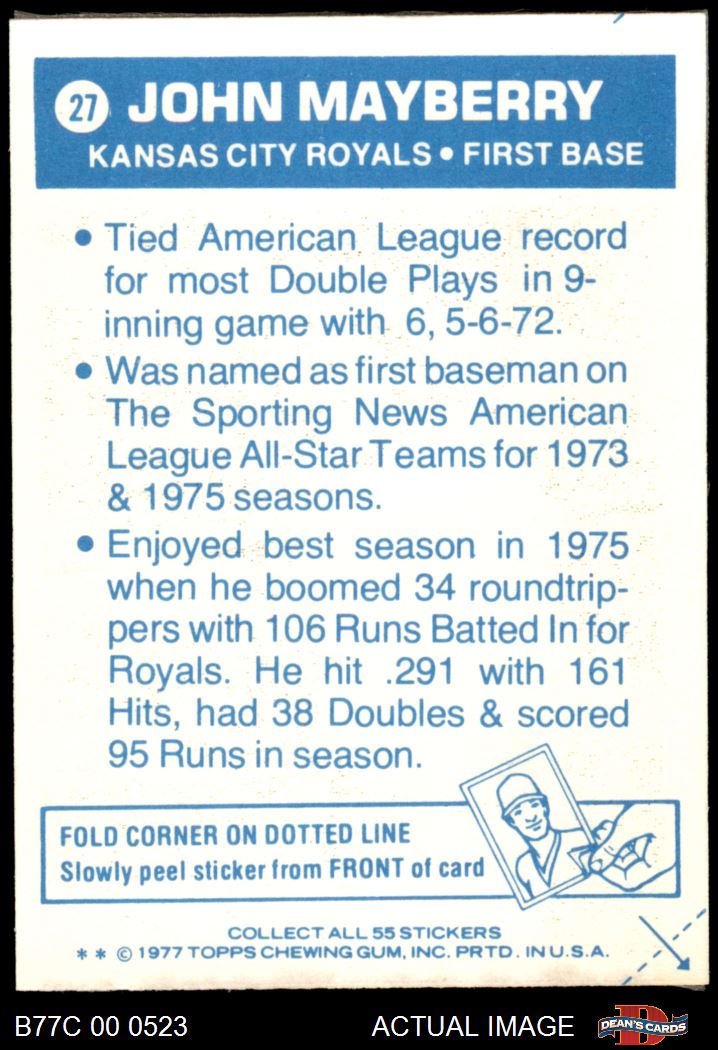 27 JOHN MAYBERRY
KANSAS CITY ROYALS • FIRST BASE
• Tied American League record
for most Double Plays in 9-
inning game with 6, 5-6-72.
• Was named as first baseman on
The Sporting News American
League All-Star Teams for 1973
& 1975 seasons.
• Enjoyed best season in 1975
when he boomed 34 roundtrip-
pers with 106 Runs Batted In for
Royals. He hit .291 with 161
Hits, had 38 Doubles & scored
95 Runs in season.
FOLD CORNER ON DOTTED LINE
Slowly peel sticker from FRONT of card
COLLECT ALL 55 STICKERS
* * © 1977 TOPPS CHEWING GUM, INC. PRTD. IN U.S.A.
B77C 00 0523 ACTUAL IMAGE D DEAN'S CARDS